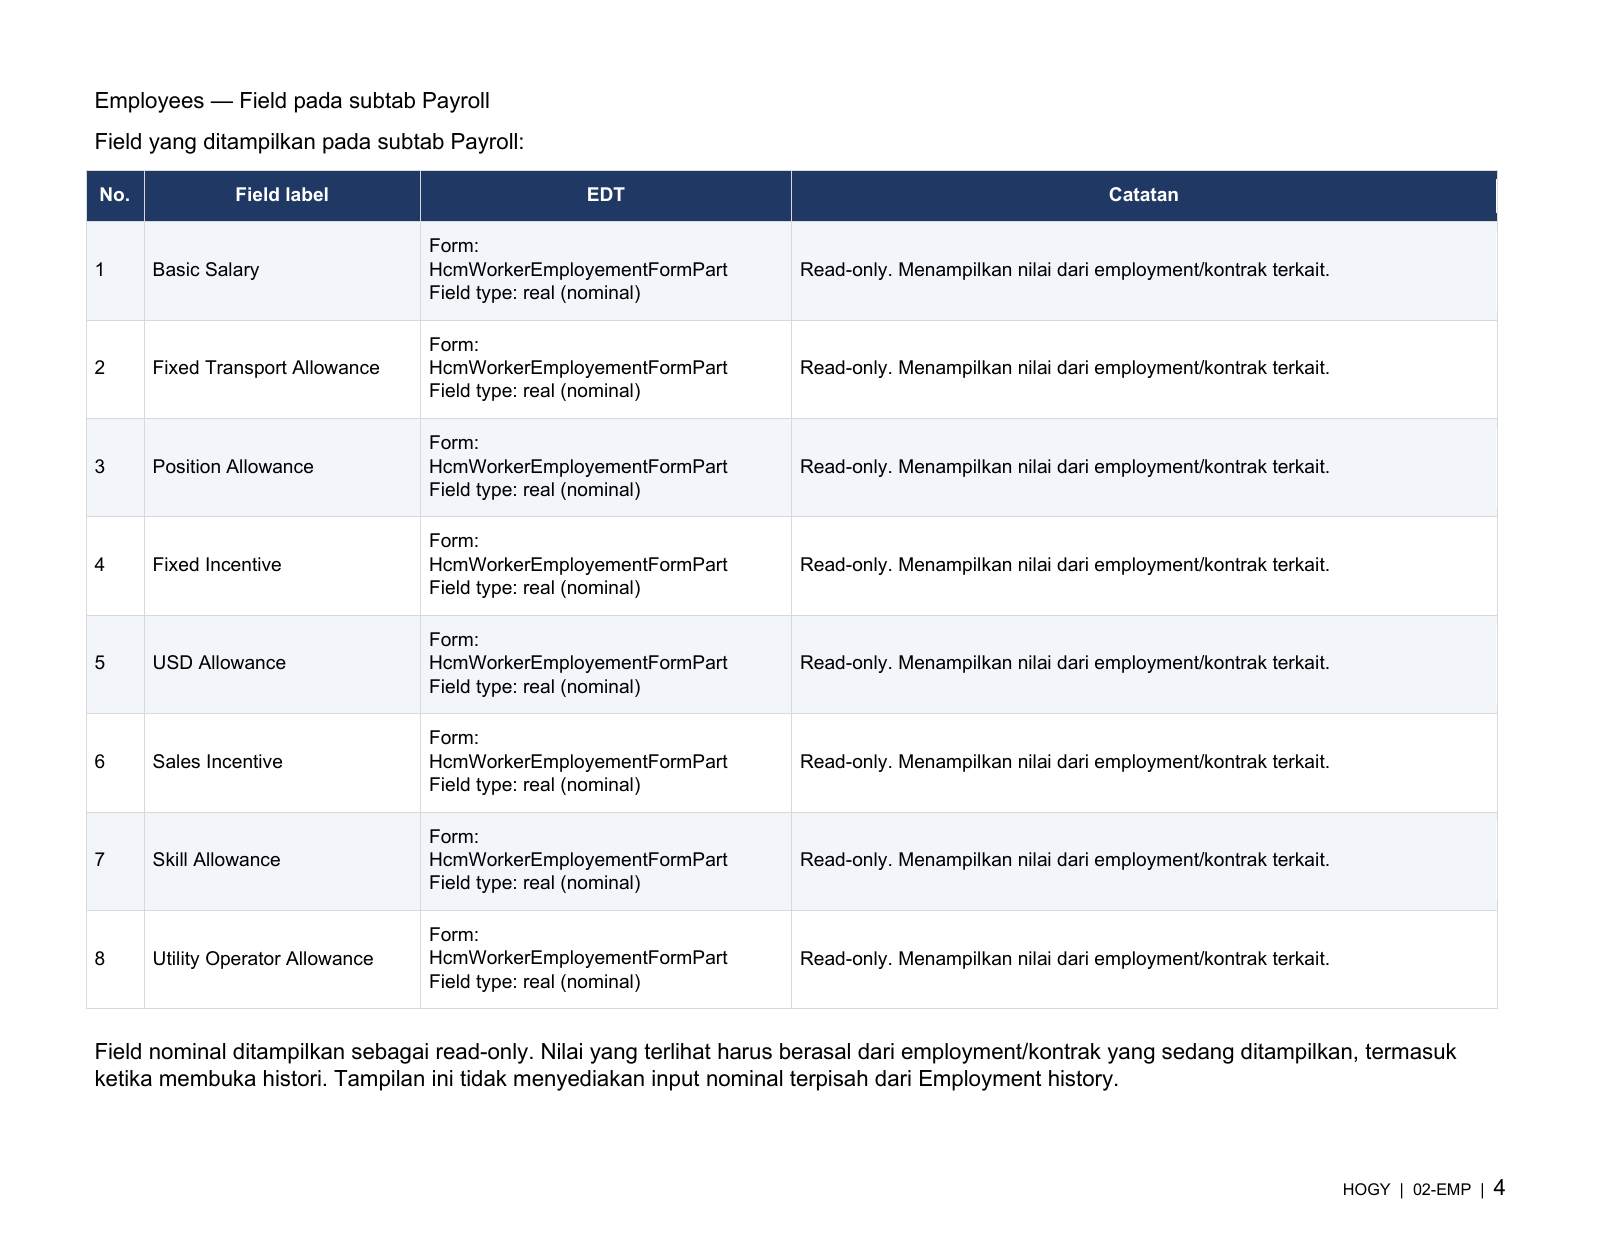 Employees — Field pada subtab Payroll
Field yang ditampilkan pada subtab Payroll:
No. Field label EDT Catatan
Form:
1 Basic Salary HcmWorkerEmployementFormPart Read-only. Menampilkan nilai dari employment/kontrak terkait.
Field type: real (nominal)
Form:
2 Fixed Transport Allowance HcmWorkerEmployementFormPart Read-only. Menampilkan nilai dari employment/kontrak terkait.
Field type: real (nominal)
Form:
3 Position Allowance HcmWorkerEmployementFormPart Read-only. Menampilkan nilai dari employment/kontrak terkait.
Field type: real (nominal)
Form:
4 Fixed Incentive HcmWorkerEmployementFormPart Read-only. Menampilkan nilai dari employment/kontrak terkait.
Field type: real (nominal)
Form:
5 USD Allowance HcmWorkerEmployementFormPart Read-only. Menampilkan nilai dari employment/kontrak terkait.
Field type: real (nominal)
Form:
6 Sales Incentive HcmWorkerEmployementFormPart Read-only. Menampilkan nilai dari employment/kontrak terkait.
Field type: real (nominal)
Form:
7 Skill Allowance HcmWorkerEmployementFormPart Read-only. Menampilkan nilai dari employment/kontrak terkait.
Field type: real (nominal)
Form:
8 Utility Operator Allowance HcmWorkerEmployementFormPart Read-only. Menampilkan nilai dari employment/kontrak terkait.
Field type: real (nominal)
Field nominal ditampilkan sebagai read-only. Nilai yang terlihat harus berasal dari employment/kontrak yang sedang ditampilkan, termasuk
ketika membuka histori. Tampilan ini tidak menyediakan input nominal terpisah dari Employment history.
HOGY | 02-EMP | 4